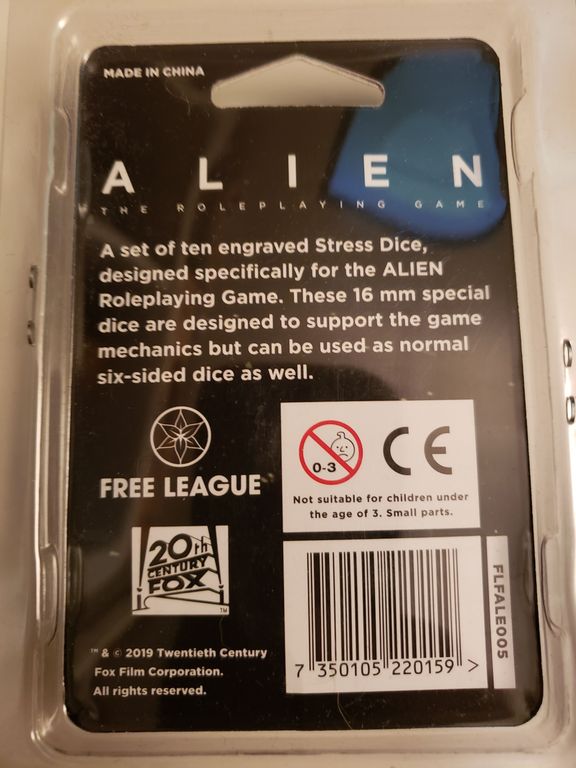 MADE IN CHINA
ALIEN
THE ROLEPLAYING GAME
A set of ten engraved Stress Dice,
designed specifically for the ALIEN
Roleplaying Game. These 16 mm special
dice are designed to support the game
mechanics but can be used as normal
six-sided dice as well.
FREE LEAGUE
0-3
CE
Not suitable for children under
the age of 3. Small parts.
20th
CENTURY
FOX
TM
™ & © 2019 Twentieth Century
Fox Film Corporation.
All rights reserved.
7 350105 220159 >
FLFALE005